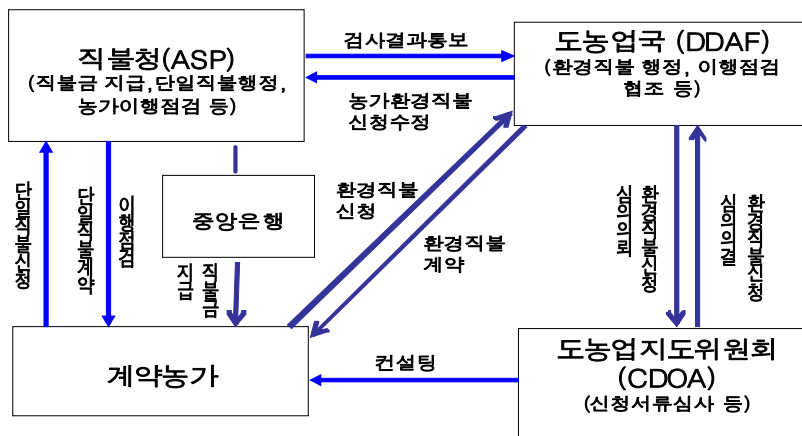 직불청(ASP)
(직불금 지급,단일직불행정,
농가이행점검 등)
검사결과통보
농가환경직불
신청수정
도농업국 (DDAF)
(환경직불 행정, 이행점검
협조 등)
단일직불신청
단일직불계약
이행점검
중앙은행
직불금
지급
환경직불
신청
환경직불
계약
환경직불신청
심의의뢰
환경직불신청
심의의결
계약농가
컨설팅
도농업지도위원회
(CDOA)
(신청서류심사 등)